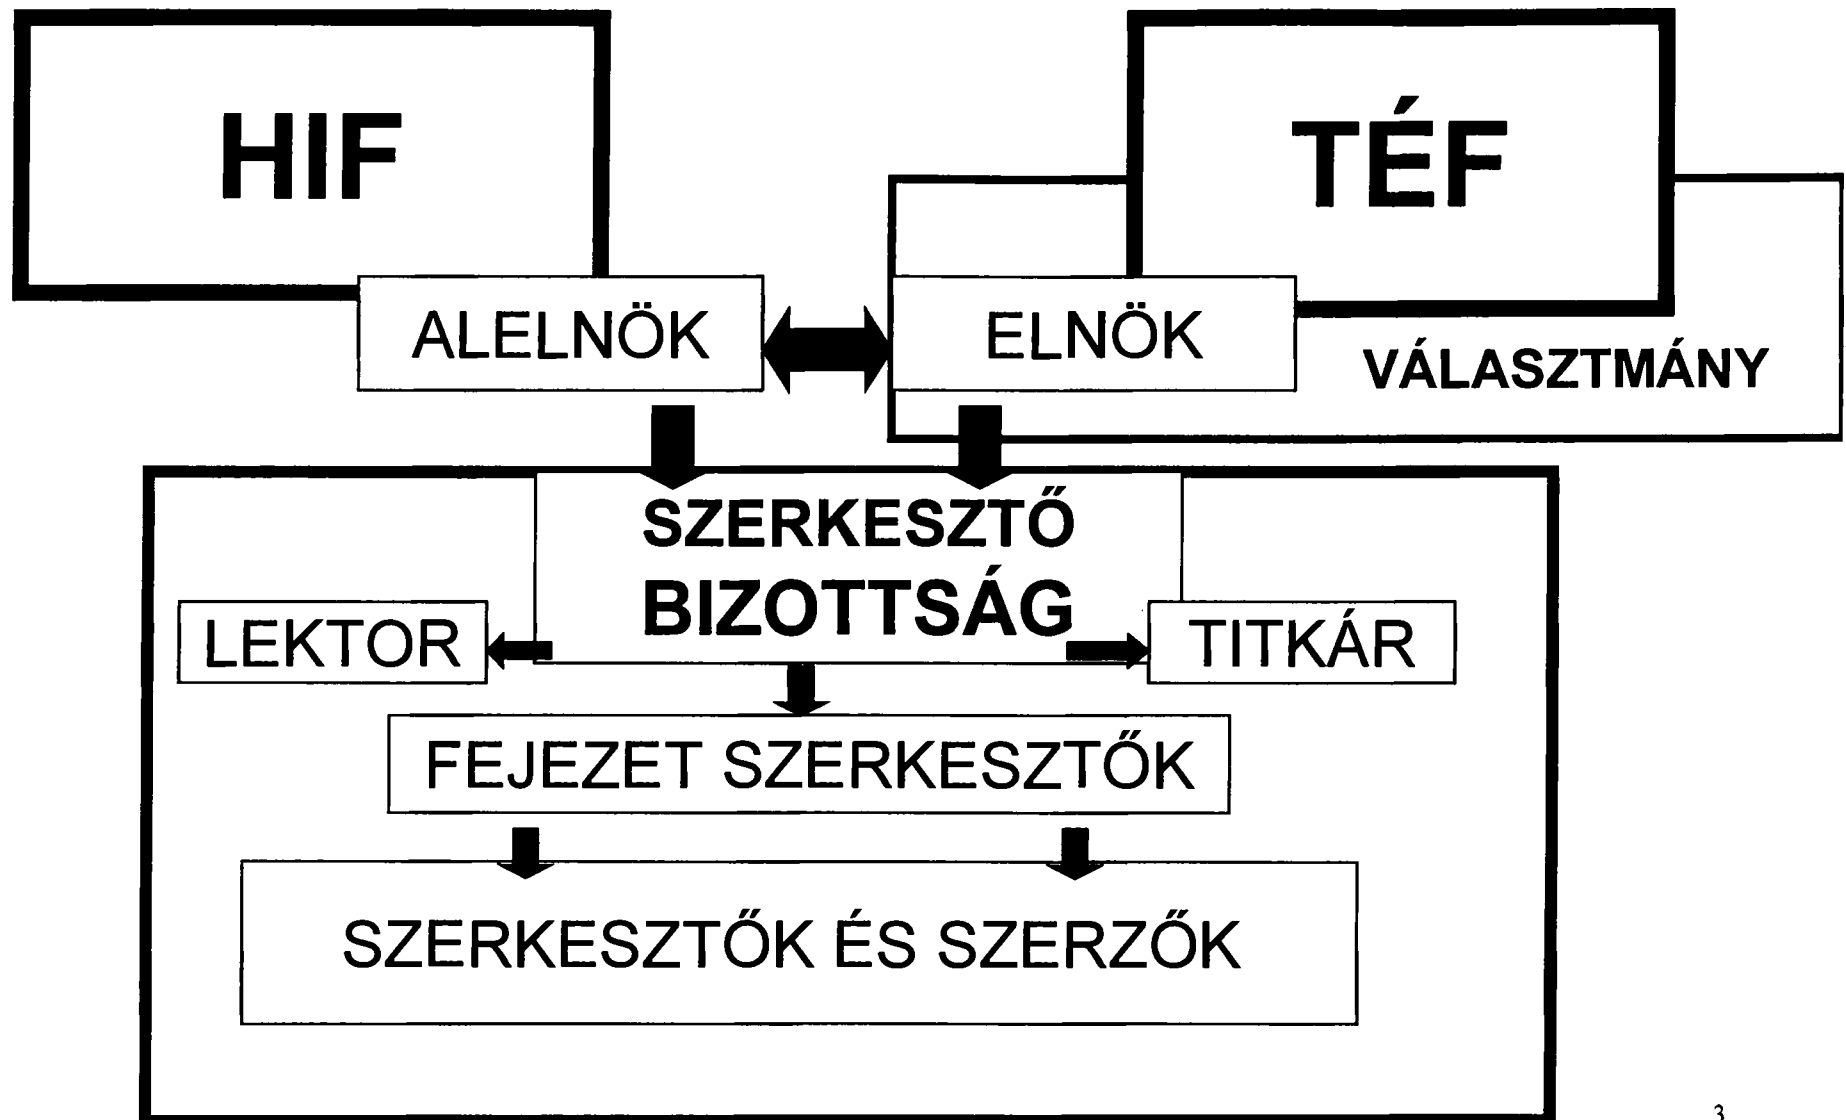 HIF
TÉF
ALELNÖK
ELNÖK
VÁLASZTMÁNY
SZERKESZTŐ
BIZOTTSÁG
LEKTOR
TITKÁR
FEJEZET SZERKESZTŐK
SZERKESZTŐK ÉS SZERZŐK
3